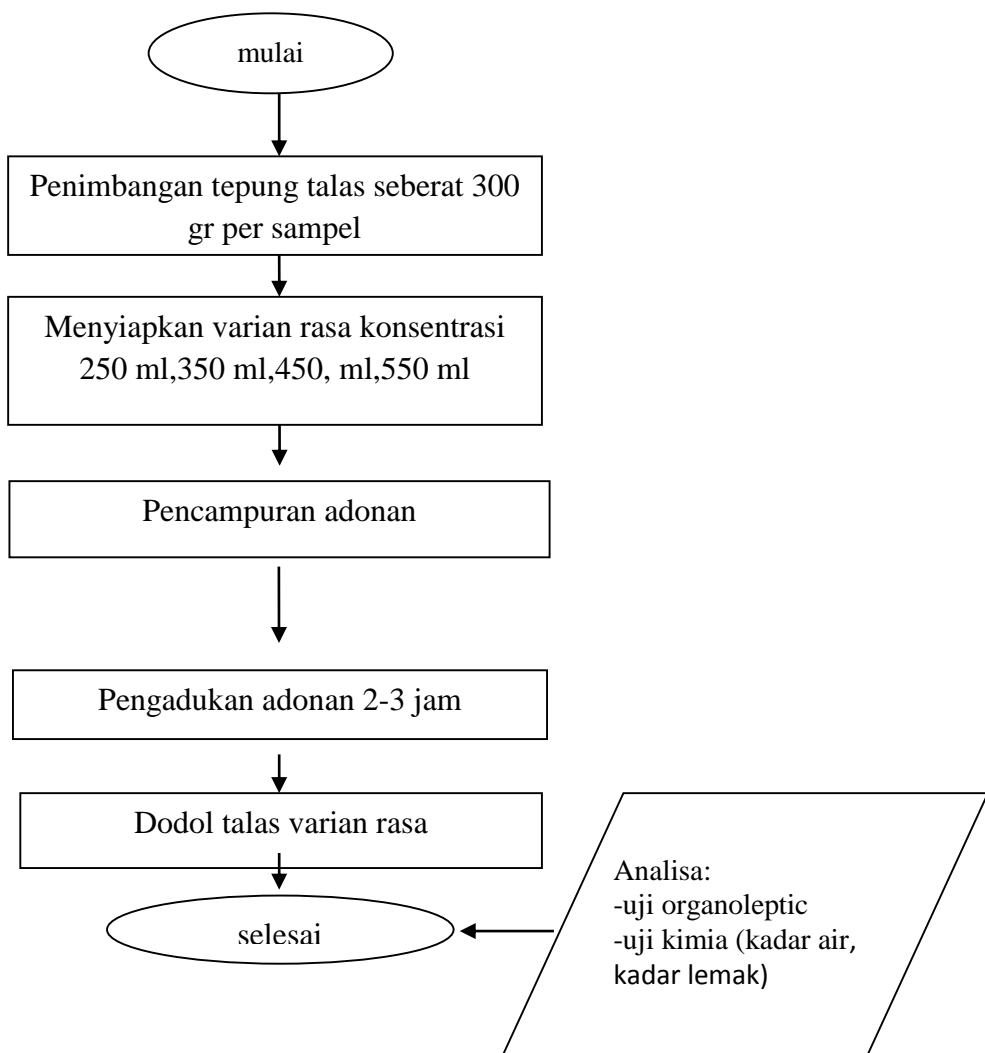 mulai
Penimbangan tepung talas seberat 300
gr per sampel
Menyiapkan varian rasa konsentrasi
250 ml,350 ml,450, ml,550 ml
Pencampuran adonan
Pengadukan adonan 2-3 jam
Dodol talas varian rasa
selesai
Analisa:
-uji organoleptic
-uji kimia (kadar air,
kadar lemak)